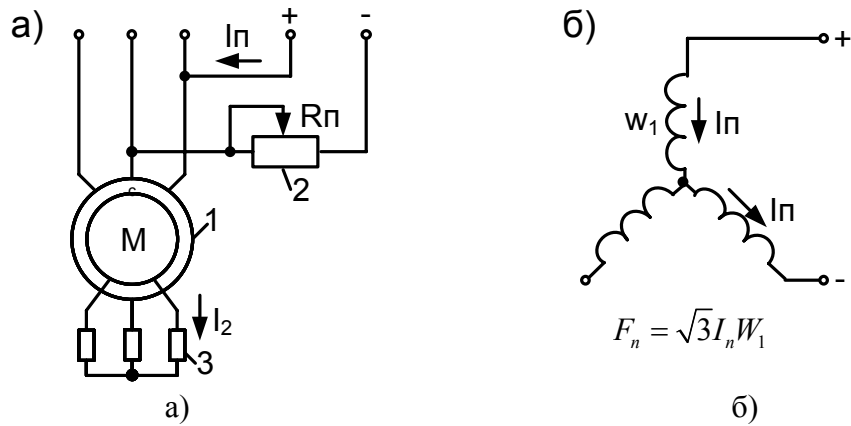 а)
Iп
+
-
Rп
2
с
1
М
I₂
3
а)
б)
+
w₁
Iп
Iп
-
Fₙ = √3IₙW₁
б)